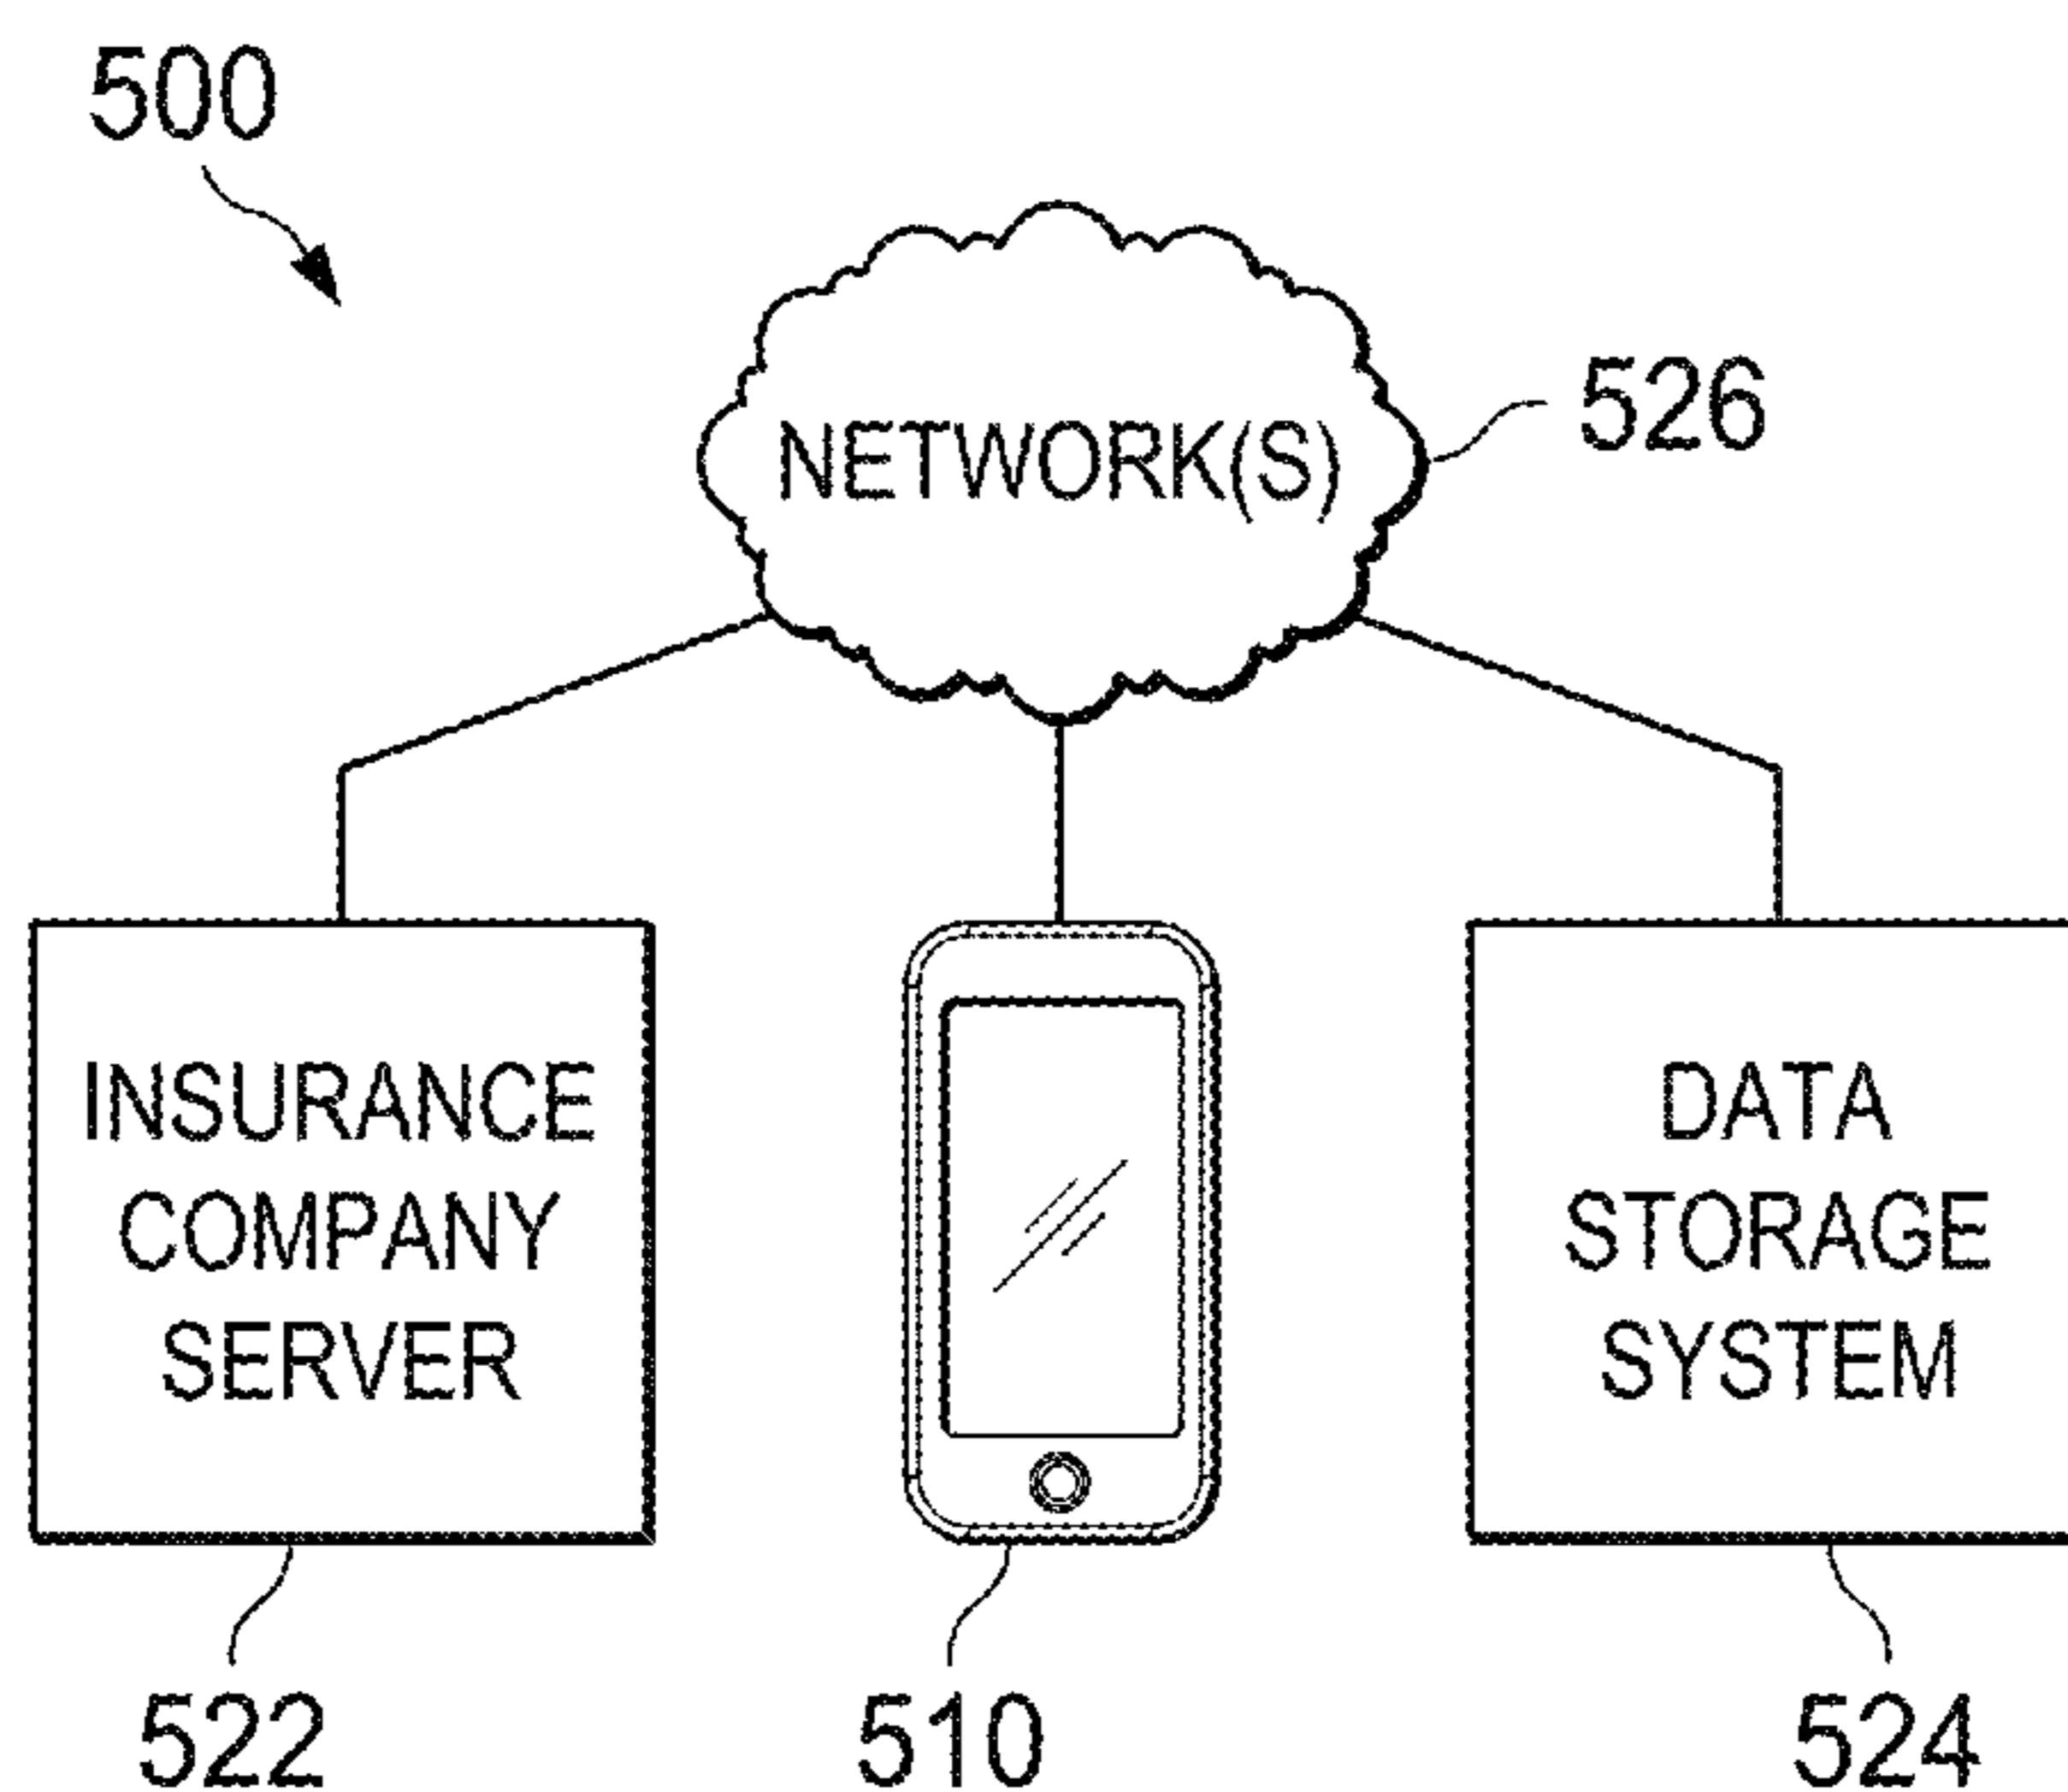 500
NETWORK(S)
526
INSURANCE
COMPANY
SERVER
DATA
STORAGE
SYSTEM
522
510
524